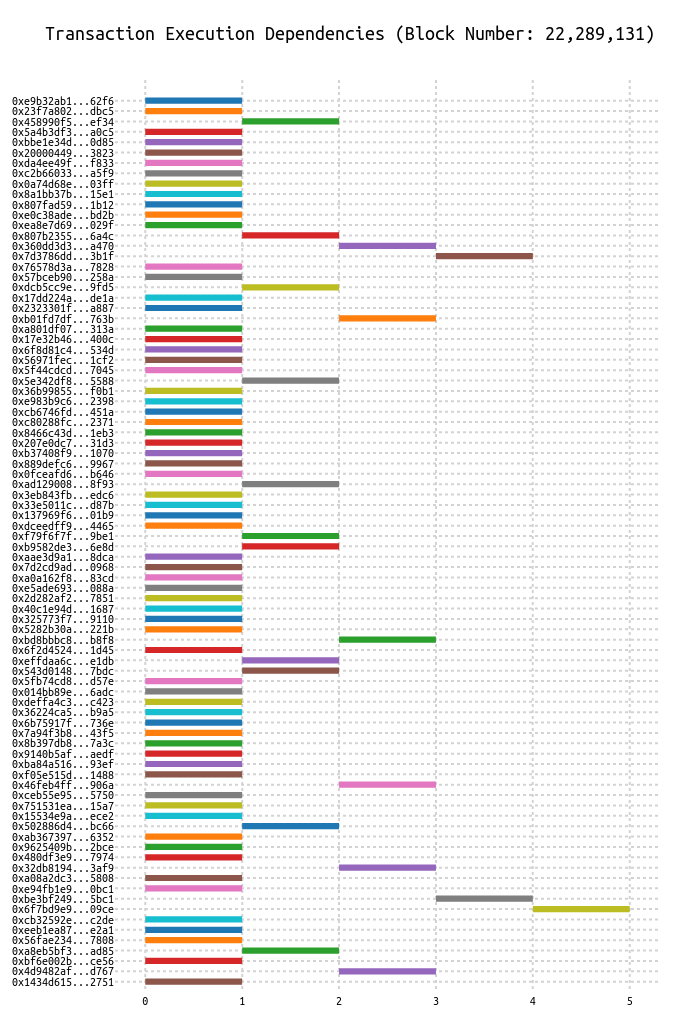 Transaction Execution Dependencies (Block Number: 22,289,131)
0xe9b32ab1...62f6
0x23f7a802...dbc5
0x458990f5...ef34
0x5a4b3df3...a0c5
0xbbe1e34d...0d85
0x20000449...3823
0xda4ee49f...f833
0xc2b66033...a5f9
0x0a74d68e...03ff
0x8a1bb37b...15e1
0x807fad59...1b12
0xe0c38ade...bd2b
0xea8e7d69...029f
0x807b2355...6a4c
0x360dd3d3...a470
0x7d3786dd...3b1f
0x76578d3a...7828
0x57bceb90...258a
0xdcb5cc9e...9fd5
0x17dd224a...de1a
0x2323301f...a887
0xb01fd7df...763b
0xa801df07...313a
0x17e32b46...400c
0x6f8d81c4...534d
0x56971fec...1cf2
0x5f44cdcd...7045
0x5e342df8...5588
0x36b99855...f0b1
0xe983b9c6...2398
0xcb6746fd...451a
0xc80288fc...2371
0x8466c43d...1eb3
0x207e0dc7...31d3
0xb37408f9...1070
0x889defc6...9967
0x0fceafd6...b646
0xad129008...8f93
0x3eb843fb...edc6
0x33e5011c...d87b
0x137969f6...01b9
0xdceedff9...4465
0xf79f6f7f...9be1
0xb9582de3...6e8d
0xaae3d9a1...8dca
0x7d2cd9ad...0968
0xa0a162f8...83cd
0xe5ade693...088a
0x2d282af2...7851
0x40c1e94d...1687
0x325773f7...9110
0x5282b30a...221b
0xbd8bbbc8...b8f8
0x6f2d4524...1d45
0xeffdaa6c...e1db
0x543d0148...7bdc
0x5fb74cd8...d57e
0x014bb89e...6adc
0xdeffa4c3...c423
0x36224ca5...b9a5
0x6b75917f...736e
0x7a94f3b8...43f5
0x8b397db8...7a3c
0x9140b5af...aedf
0xba84a516...93ef
0xf05e515d...1488
0x46feb4ff...906a
0xceb55e95...5750
0x751531ea...15a7
0x15534e9a...ece2
0x502886d4...bc66
0xab367397...6352
0x9625409b...2bce
0x480df3e9...7974
0x32db8194...3af9
0xa08a2dc3...5808
0xe94fb1e9...0bc1
0xbe3bf249...5bc1
0x6f7bd9e9...09ce
0xcb32592e...c2de
0xeeb1ea87...e2a1
0x56fae234...7808
0xa8eb5bf3...ad85
0xbf6e002b...ce56
0x4d9482af...d767
0x1434d615...2751
0 1 2 3 4 5